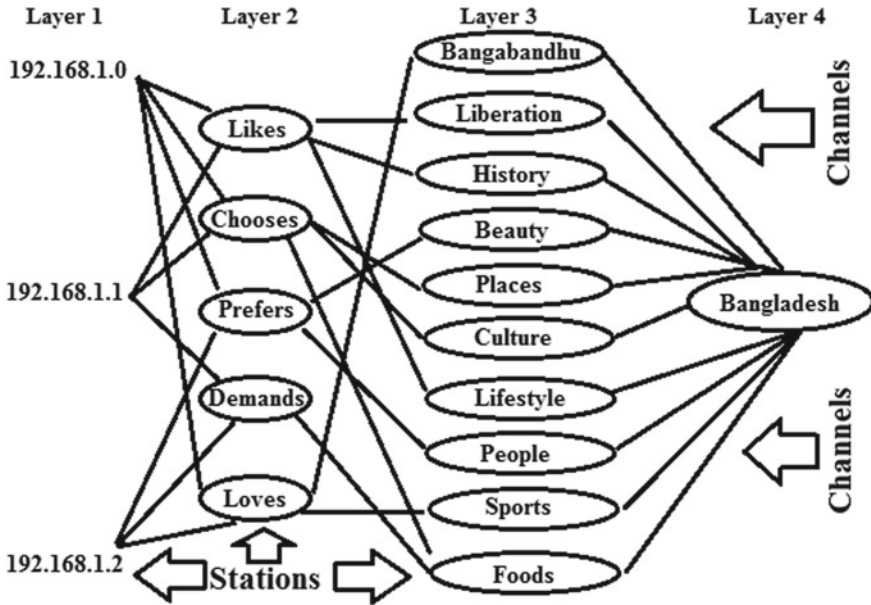 Layer 1
Layer 2
Layer 3
Layer 4
192.168.1.0
192.168.1.1
192.168.1.2
Likes
Chooses
Prefers
Demands
Loves
Stations
Bangabandhu
Liberation
History
Beauty
Places
Culture
Lifestyle
People
Sports
Foods
Bangladesh
Channels
Channels